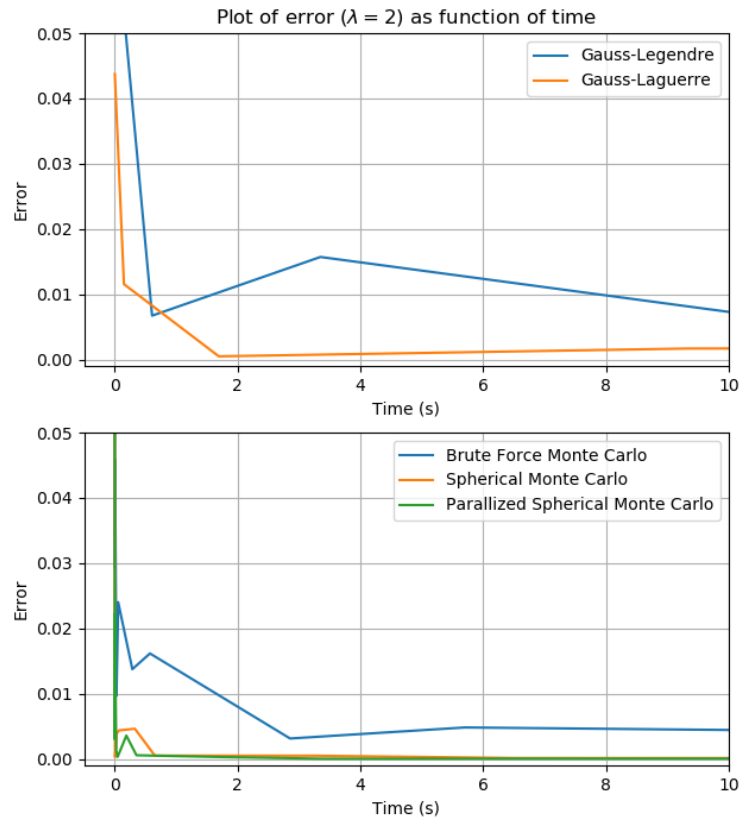 Plot of error (λ = 2) as function of time
0.05
0.04
0.03
0.02
0.01
0.00
Error
Gauss-Legendre
Gauss-Laguerre
0 2 4 6 8 10
Time (s)
0.05
0.04
0.03
0.02
0.01
0.00
Error
Brute Force Monte Carlo
Spherical Monte Carlo
Parallized Spherical Monte Carlo
0 2 4 6 8 10
Time (s)